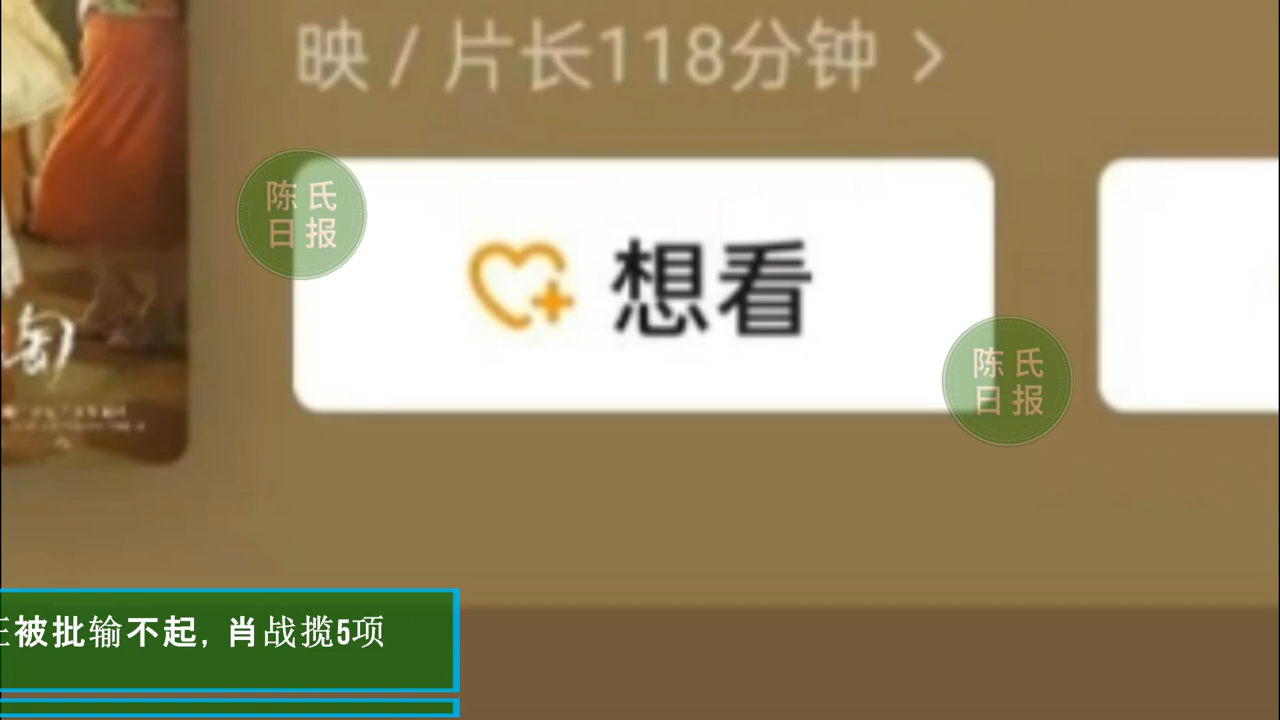 映 / 片长118分钟 >
陈氏
日报
想看
陈氏
日报
被批输不起, 肖战揽5项